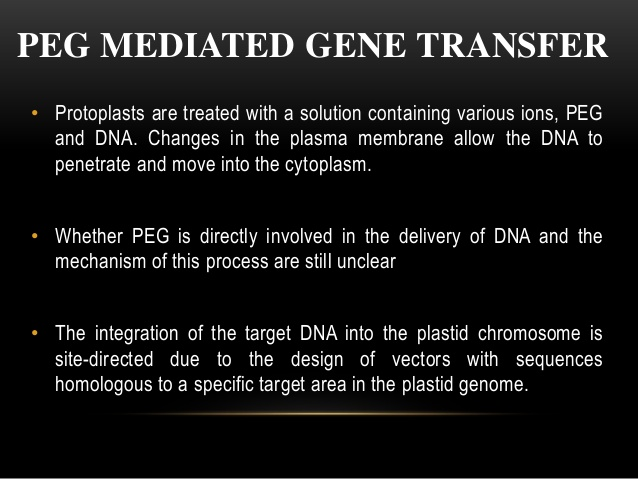 PEG MEDIATED GENE TRANSFER
• Protoplasts are treated with a solution containing various ions, PEG
and DNA. Changes in the plasma membrane allow the DNA to
penetrate and move into the cytoplasm.
• Whether PEG is directly involved in the delivery of DNA and the
mechanism of this process are still unclear
• The integration of the target DNA into the plastid chromosome is
site-directed due to the design of vectors with sequences
homologous to a specific target area in the plastid genome.